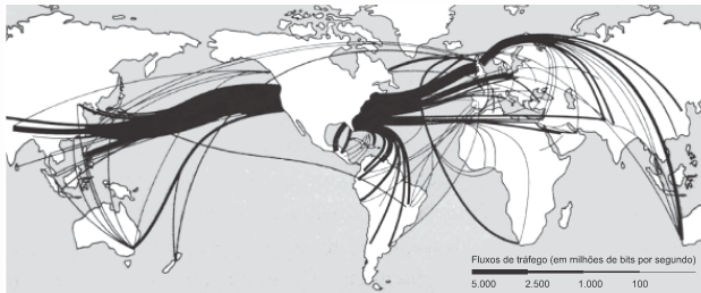 Fluxos de tráfego (em milhões de bits por segundo)
5.000 2.500 1.000 100